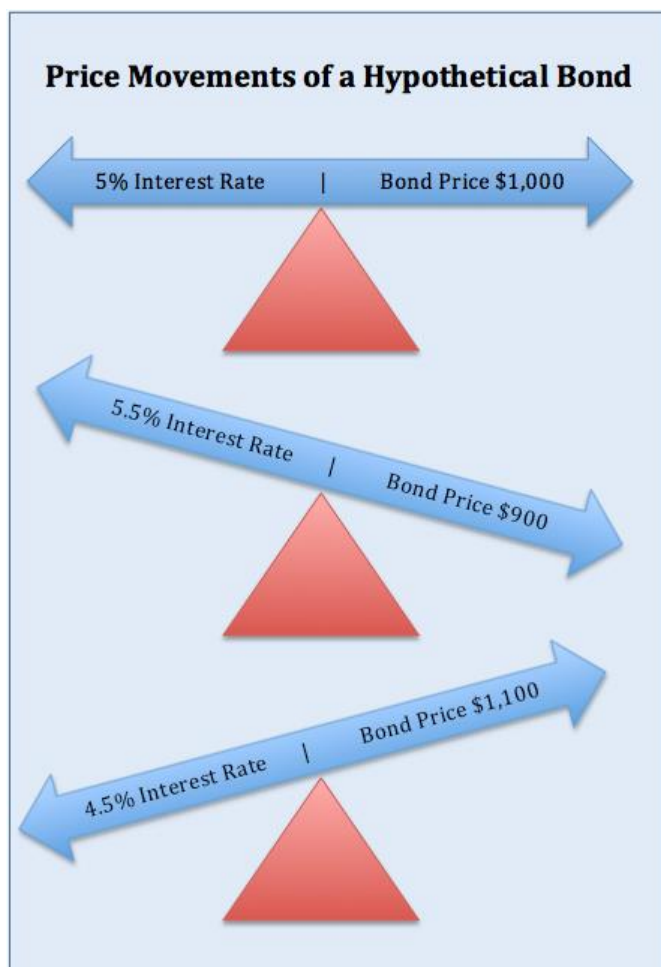 Price Movements of a Hypothetical Bond
5% Interest Rate | Bond Price $1,000
5.5% Interest Rate | Bond Price $900
4.5% Interest Rate | Bond Price $1,100